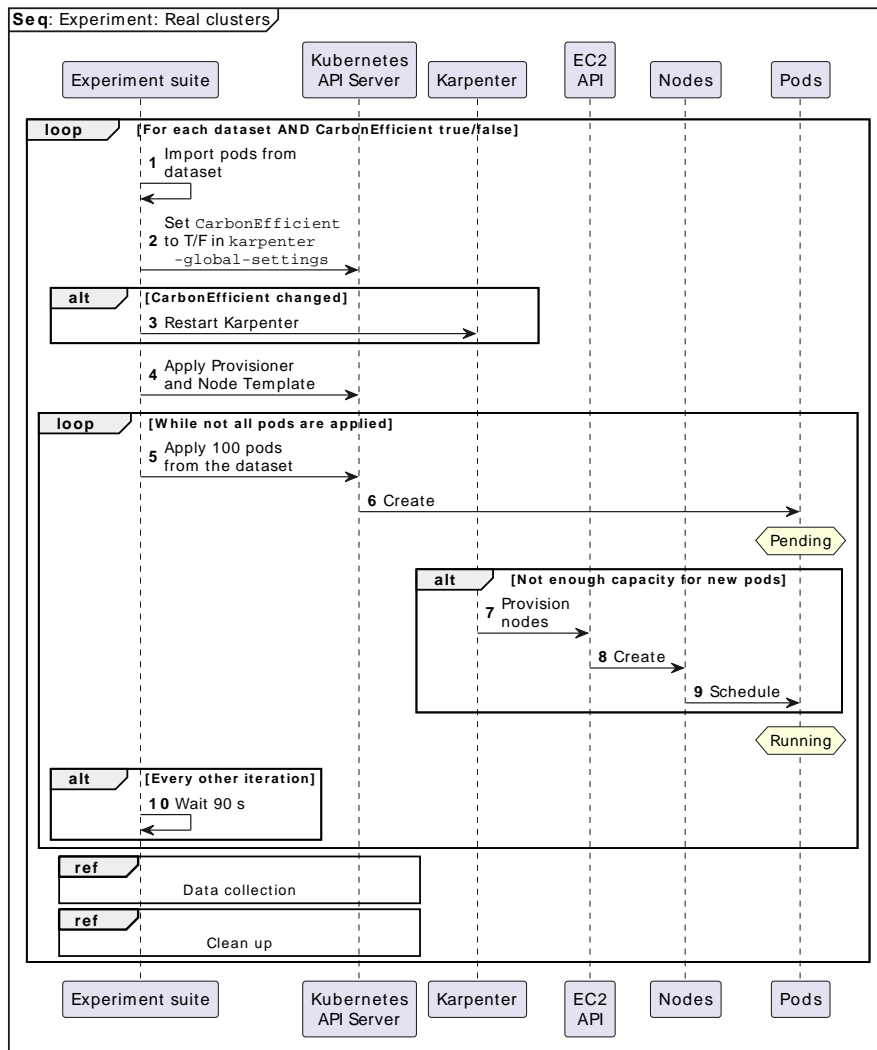 Seq: Experiment: Real clusters
Experiment suite
Kubernetes
API Server
Karpenter
EC2
API
Nodes
Pods
loop
[For each dataset AND CarbonEfficient true/false]
1 Import pods from
dataset
Set CarbonEfficient
2 to T/F in karpenter
-global-settings
alt
[CarbonEfficient changed]
3 Restart Karpenter
4 Apply Provisioner
and Node Template
loop
[While not all pods are applied]
5 Apply 100 pods
from the dataset
6 Create
Pending
alt
[Not enough capacity for new pods]
7 Provision
nodes
8 Create
9 Schedule
Running
alt
[Every other iteration]
10 Wait 90 s
ref
Data collection
ref
Clean up
Experiment suite
Kubernetes
API Server
Karpenter
EC2
API
Nodes
Pods